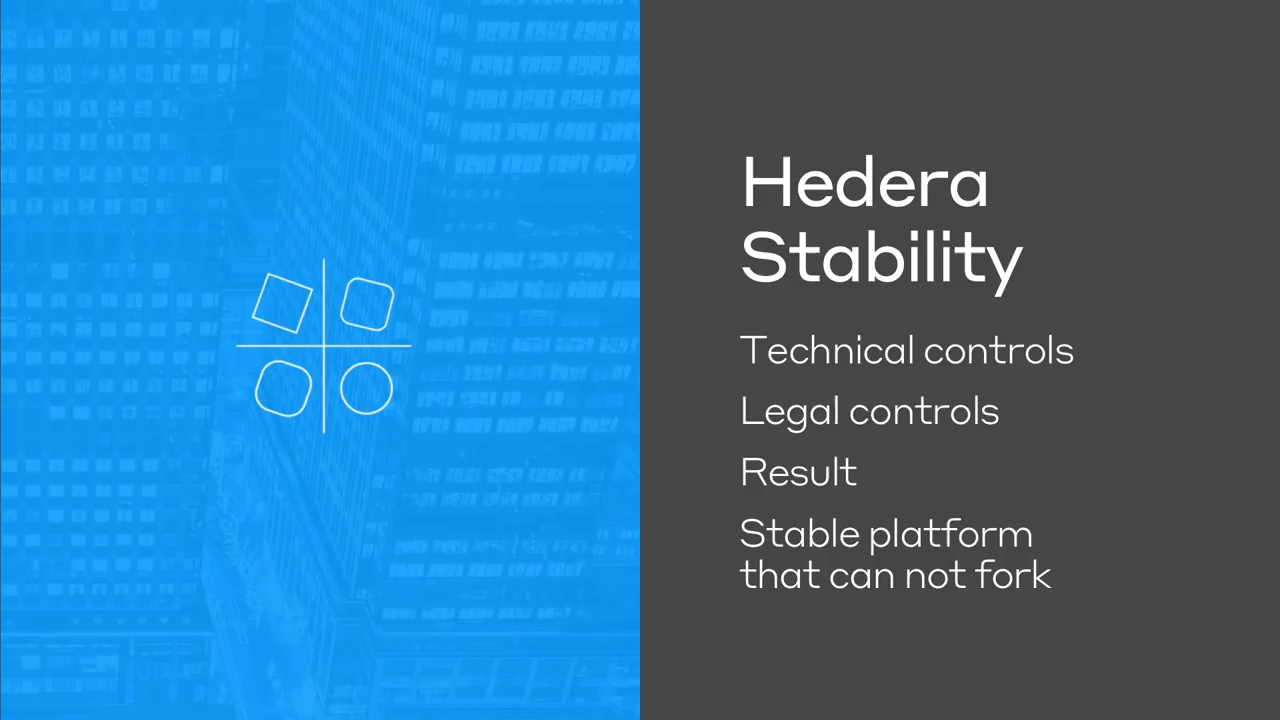 Hedera
Stability
Technical controls
Legal controls
Result
Stable platform
that can not fork